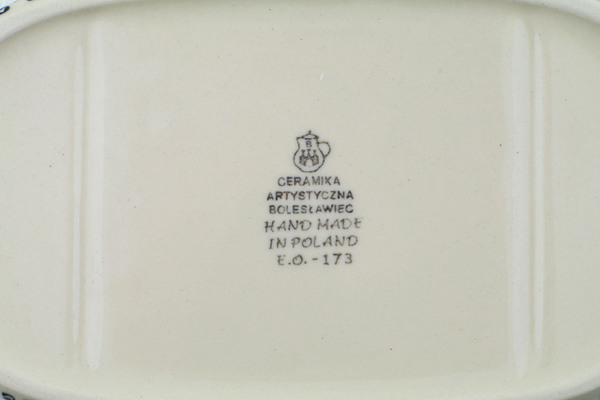 B
CERAMIKA
ARTYSTYCZNA
BOLESŁAWIEC
HAND MADE
IN POLAND
E.O. - 173